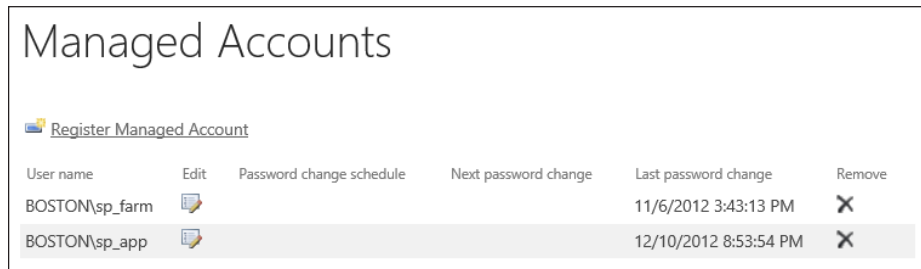 Managed Accounts
Register Managed Account
User name Edit Password change schedule Next password change Last password change Remove
BOSTON\sp_farm 11/6/2012 3:43:13 PM
BOSTON\sp_app 12/10/2012 8:53:54 PM